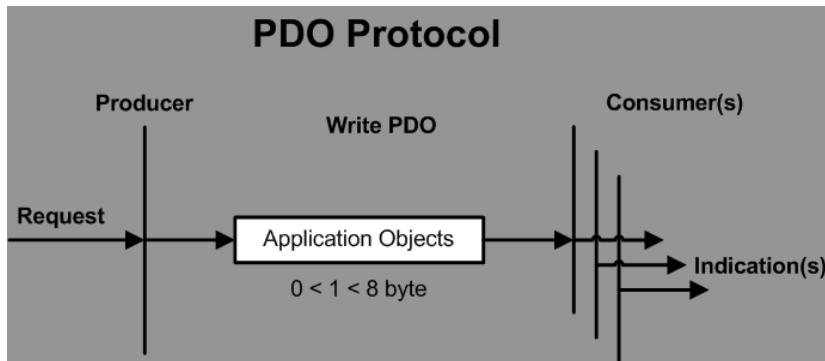 PDO Protocol
Producer
Consumer(s)
Write PDO
Request
Application Objects
Indication(s)
0 < 1 < 8 byte